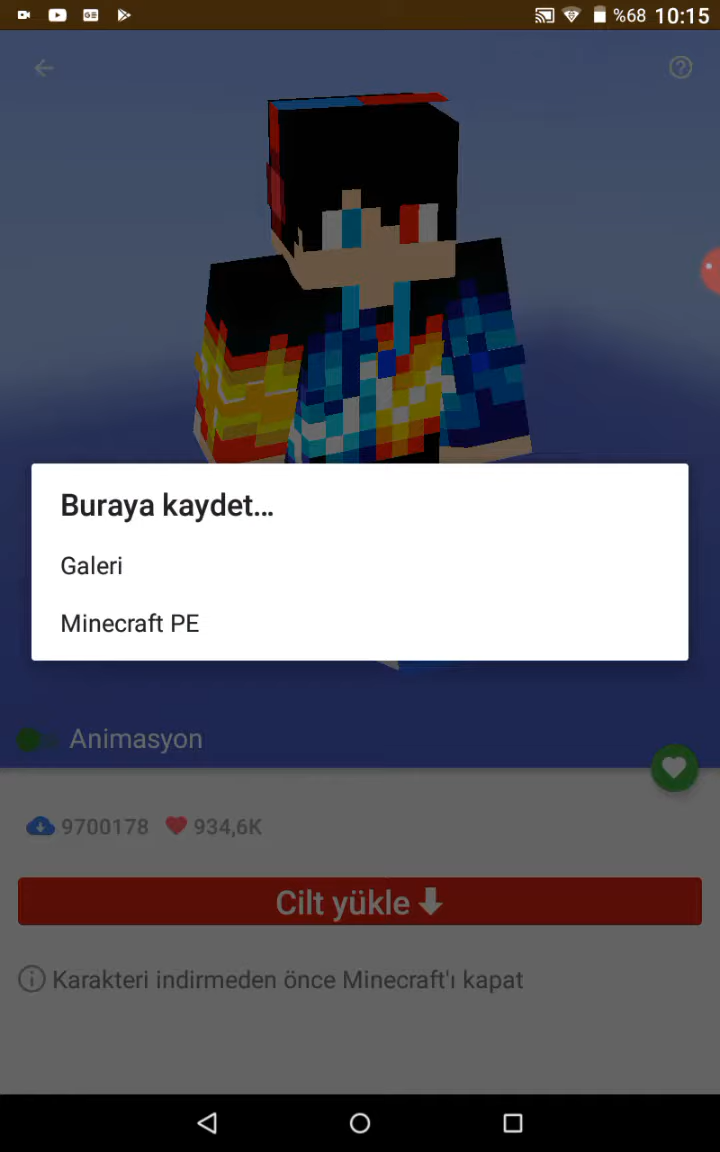 %68 10:15
Buraya kaydet...
Galeri
Minecraft PE
Animasyon
9700178 934,6K
Cilt yükle
Karakteri indirmeden önce Minecraft'ı kapat